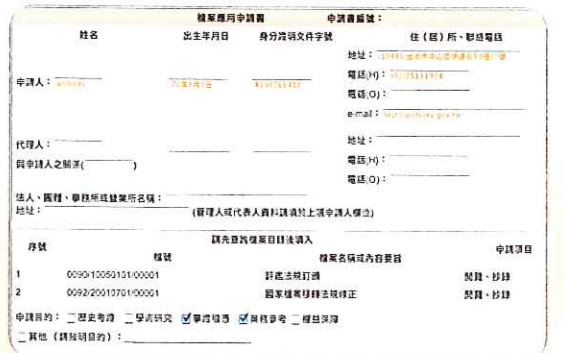 檔案應用申請書 申請書編號：
姓名 出生年月日 身分證明文件字號 住（居）所、聯絡電話
地址：
申請人：archives 電話(H)：
電話(O)：
e-mail：
代理人： 地址：
與申請人之關係( ) 電話(H)：
電話(O)：
法人、團體、事務所或營業所名稱：
地址： (管理人或代表人資料請填於上項申請人欄位)
請先查詢檔案目錄後填入
序號 檔號 檔案名稱或內容要旨 申請項目
1 0090/10050101/00001 評鑑法規訂頒 閱覽、抄錄
2 0092/20010701/00001 國家檔案移轉法規修正 閱覽、抄錄
申請目的： 歷史考證 學術研究 事證稽憑 業務參考 權益保障
其他（請敘明目的）：